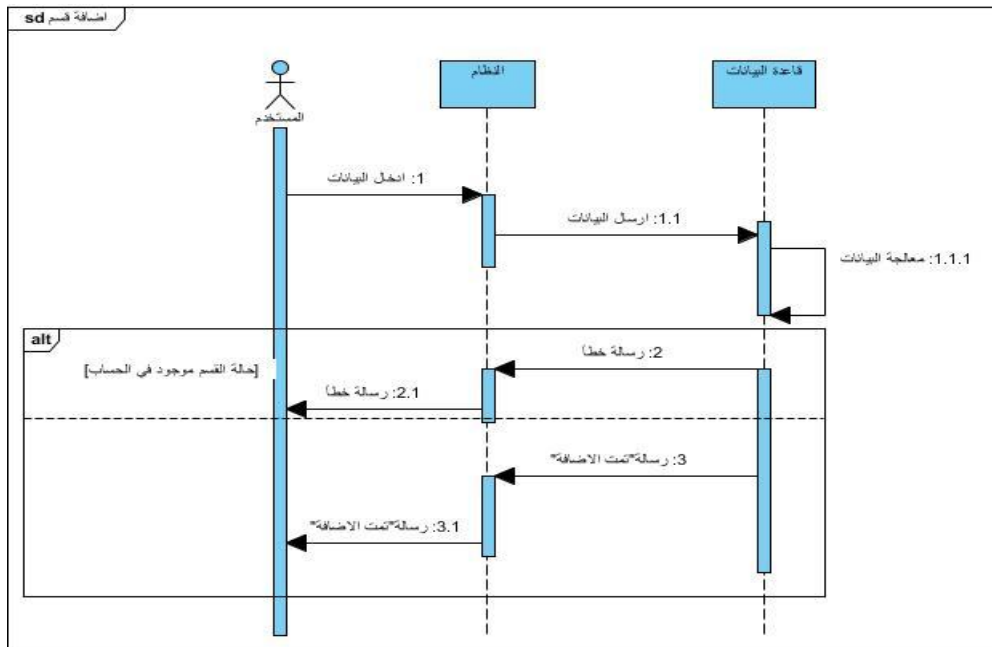 sd اضافة قسم
المستخدم
النظام
قاعدة البيانات
1: ادخال البيانات
1.1: ارسال البيانات
1.1.1: معالجة البيانات
alt
[حالة القسم موجود في الحساب]
2: رسالة خطأ
2.1: رسالة خطأ
3: رسالة"تمت الاضافة"
3.1: رسالة"تمت الاضافة"